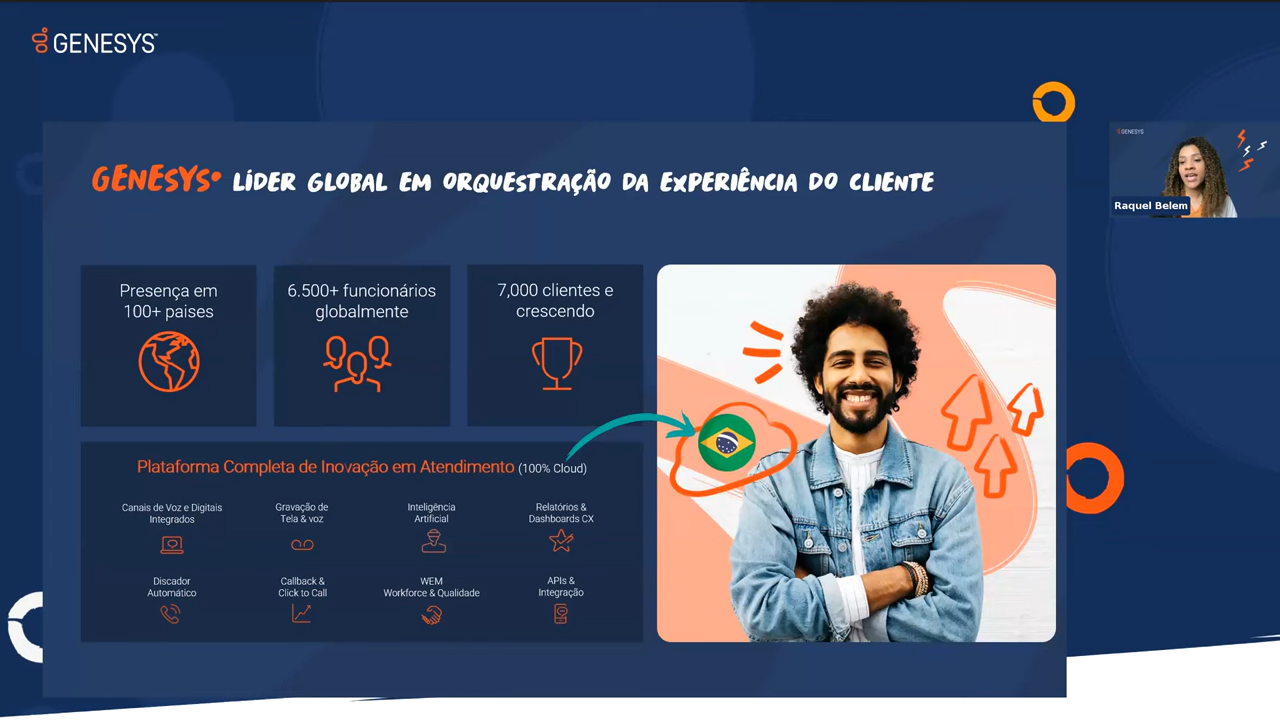 GENESYS™
GENESYS LÍDER GLOBAL EM ORQUESTRAÇÃO DA EXPERIÊNCIA DO CLIENTE
GENESYS
Raquel Belem
Presença em
100+ paises
6.500+ funcionários
globalmente
7,000 clientes e
crescendo
Plataforma Completa de Inovação em Atendimento (100% Cloud)
Canais de Voz e Digitais
Integrados
Gravação de
Tela & voz
Inteligência
Artificial
Relatórios &
Dashboards CX
Discador
Automático
Callback &
Click to Call
WEM
Workforce & Qualidade
APIs &
Integração